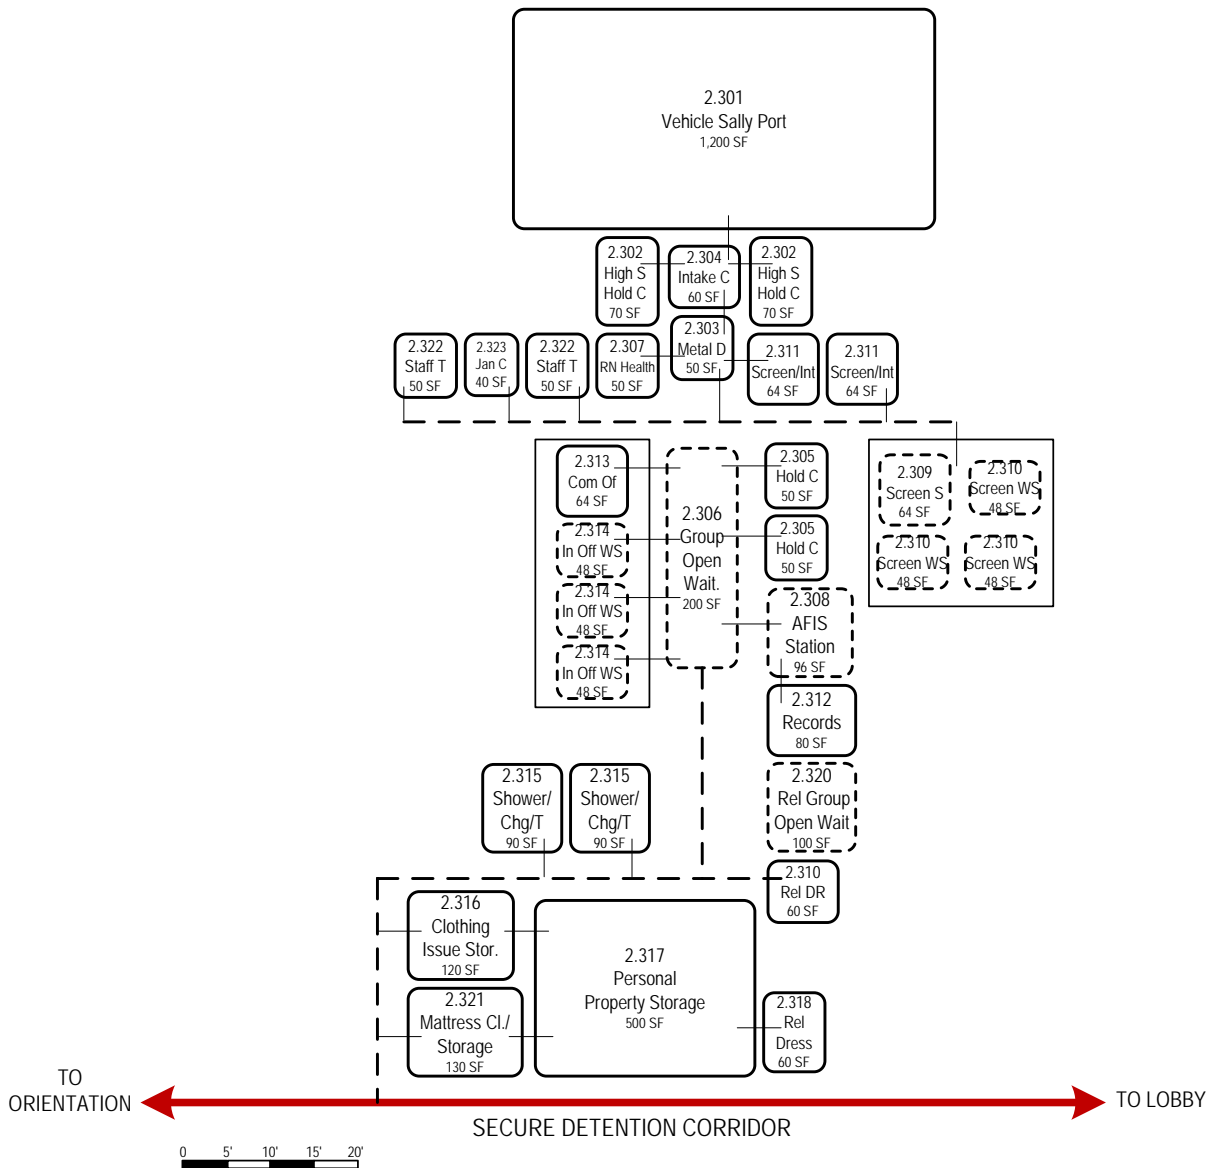 2.301
Vehicle Sally Port
1,200 SF
2.302
High S
Hold C
70 SF
2.304
Intake C
60 SF
2.302
High S
Hold C
70 SF
2.322
Staff T
50 SF
2.323
Jan C
40 SF
2.322
Staff T
50 SF
2.307
RN Health
50 SF
2.303
Metal D
50 SF
2.311
Screen/Int
64 SF
2.311
Screen/Int
64 SF
2.313
Com Of
64 SF
2.314
In Off WS
48 SF
2.314
In Off WS
48 SF
2.314
In Off WS
48 SF
2.306
Group
Open
Wait.
200 SF
2.305
Hold C
50 SF
2.305
Hold C
50 SF
2.308
AFIS
Station
96 SF
2.312
Records
80 SF
2.320
Rel Group
Open Wait
100 SF
2.310
Rel DR
60 SF
2.309
Screen S
64 SF
2.310
Screen WS
48 SF
2.310
Screen WS
48 SF
2.310
Screen WS
48 SF
2.315
Shower/
Chg/T
90 SF
2.315
Shower/
Chg/T
90 SF
2.316
Clothing
Issue Stor.
120 SF
2.321
Mattress Cl./
Storage
130 SF
2.317
Personal
Property Storage
500 SF
2.318
Rel
Dress
60 SF
TO
ORIENTATION
TO LOBBY
SECURE DETENTION CORRIDOR
0 5' 10' 15' 20'